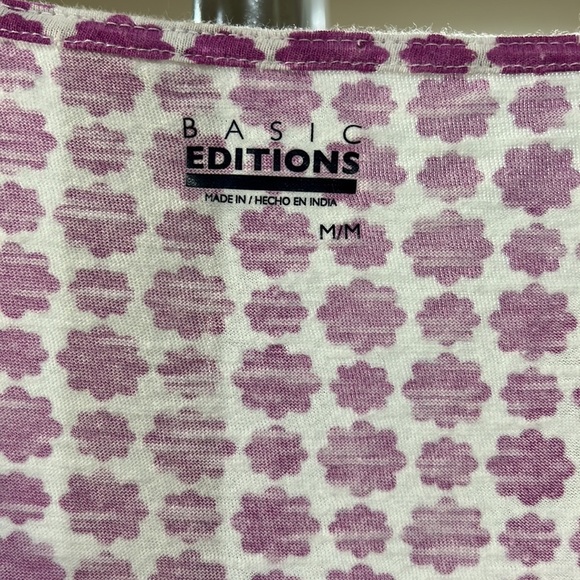 BASIC
EDITIONS
MADE IN / HECHO EN INDIA
M/M